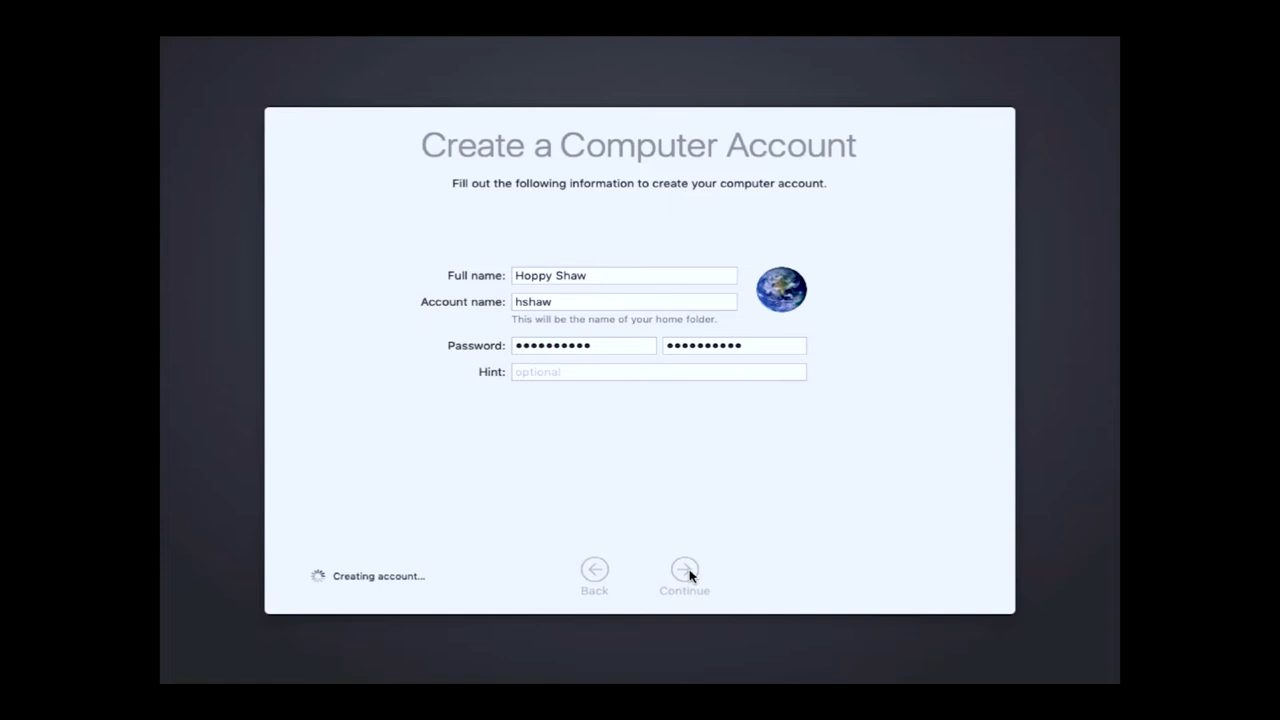 Create a Computer Account
Fill out the following information to create your computer account.
Full name: Hoppy Shaw
Account name: hshaw
This will be the name of your home folder.
Password: •••••••••• ••••••••••
Hint: optional
Creating account...
Back
Continue